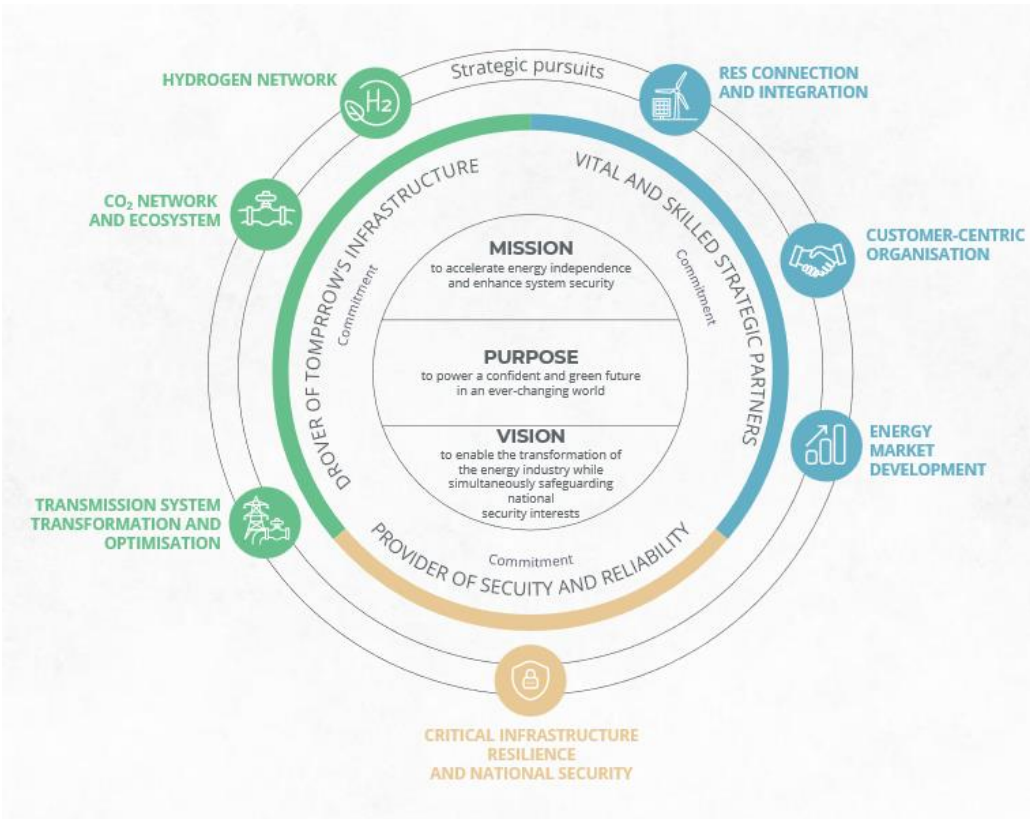 Strategic pursuits
HYDROGEN NETWORK
H2
RES CONNECTION
AND INTEGRATION
CO₂ NETWORK
AND ECOSYSTEM
CUSTOMER-CENTRIC
ORGANISATION
DROVER OF TOMPRROW'S INFRASTRUCTURE
Commitment
VITAL AND SKILLED STRATEGIC PARTNERS
Commitment
MISSION
to accelerate energy independence
and enhance system security
PURPOSE
to power a confident and green future
in an ever-changing world
VISION
to enable the transformation of
the energy industry while
simultaneously safeguarding
national
security interests
ENERGY
MARKET
DEVELOPMENT
TRANSMISSION SYSTEM
TRANSFORMATION AND
OPTIMISATION
Commitment
PROVIDER OF SECUITY AND RELIABILITY
CRITICAL INFRASTRUCTURE
RESILIENCE
AND NATIONAL SECURITY